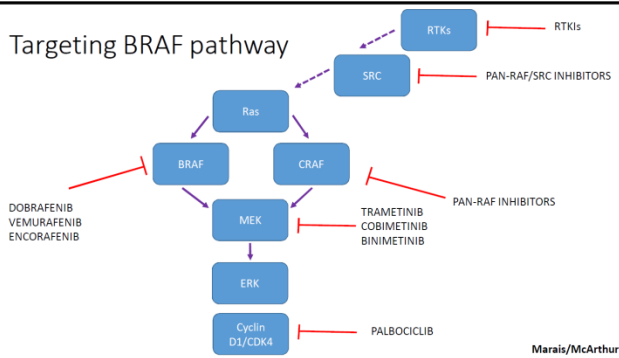 Targeting BRAF pathway
RTKs
RTKIs
SRC
PAN-RAF/SRC INHIBITORS
Ras
BRAF
CRAF
DOBRAFENIB
VEMURAFENIB
ENCORAFENIB
PAN-RAF INHIBITORS
MEK
TRAMETINIB
COBIMETINIB
BINIMETINIB
ERK
Cyclin
D1/CDK4
PALBOCICLIB
Marais/McArthur